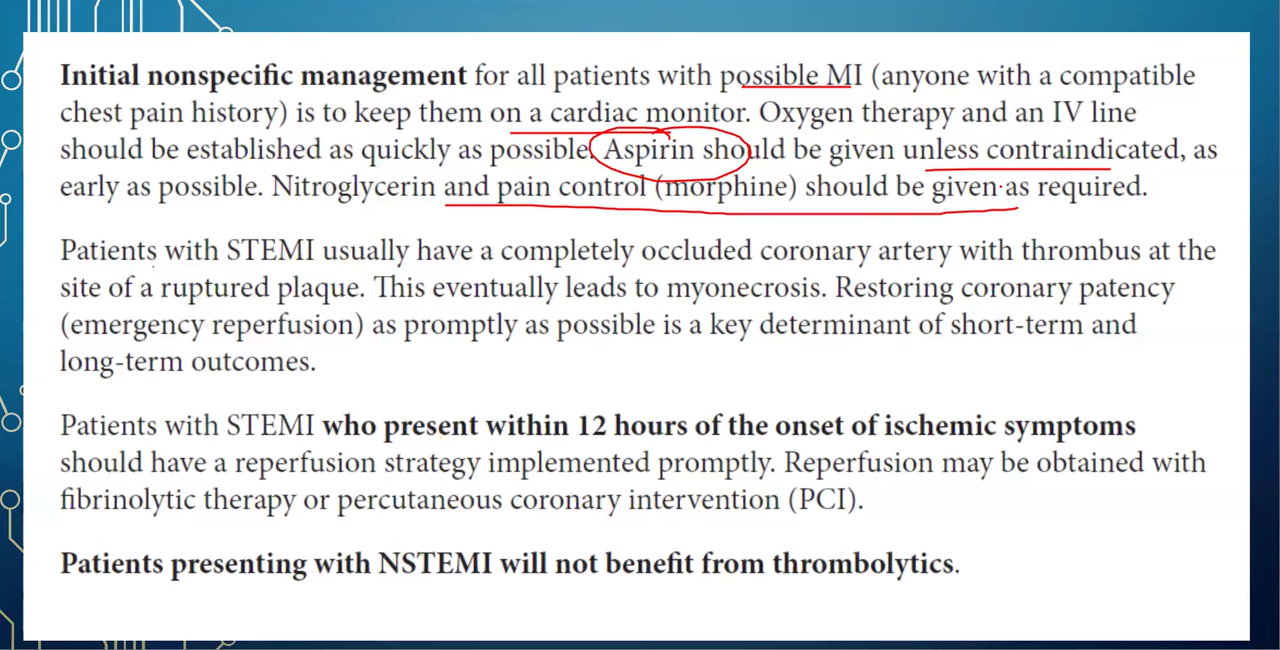 Initial nonspecific management for all patients with possible MI (anyone with a compatible
chest pain history) is to keep them on a cardiac monitor. Oxygen therapy and an IV line
should be established as quickly as possible. Aspirin should be given unless contraindicated, as
early as possible. Nitroglycerin and pain control (morphine) should be given as required.
Patients with STEMI usually have a completely occluded coronary artery with thrombus at the
site of a ruptured plaque. This eventually leads to myonecrosis. Restoring coronary patency
(emergency reperfusion) as promptly as possible is a key determinant of short-term and
long-term outcomes.
Patients with STEMI who present within 12 hours of the onset of ischemic symptoms
should have a reperfusion strategy implemented promptly. Reperfusion may be obtained with
fibrinolytic therapy or percutaneous coronary intervention (PCI).
Patients presenting with NSTEMI will not benefit from thrombolytics.